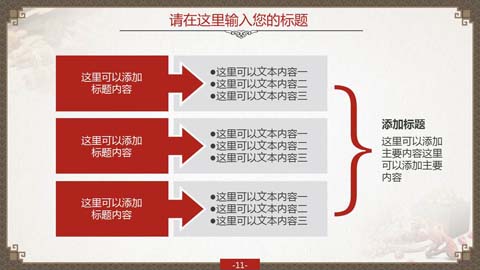 请在这里输入您的标题
这里可以添加
标题内容
●这里可以文本内容一
●这里可以文本内容二
●这里可以文本内容三
这里可以添加
标题内容
●这里可以文本内容一
●这里可以文本内容二
●这里可以文本内容三
这里可以添加
标题内容
●这里可以文本内容一
●这里可以文本内容二
●这里可以文本内容三
添加标题
这里可以添加
主要内容这里
可以添加主要
内容
-11-